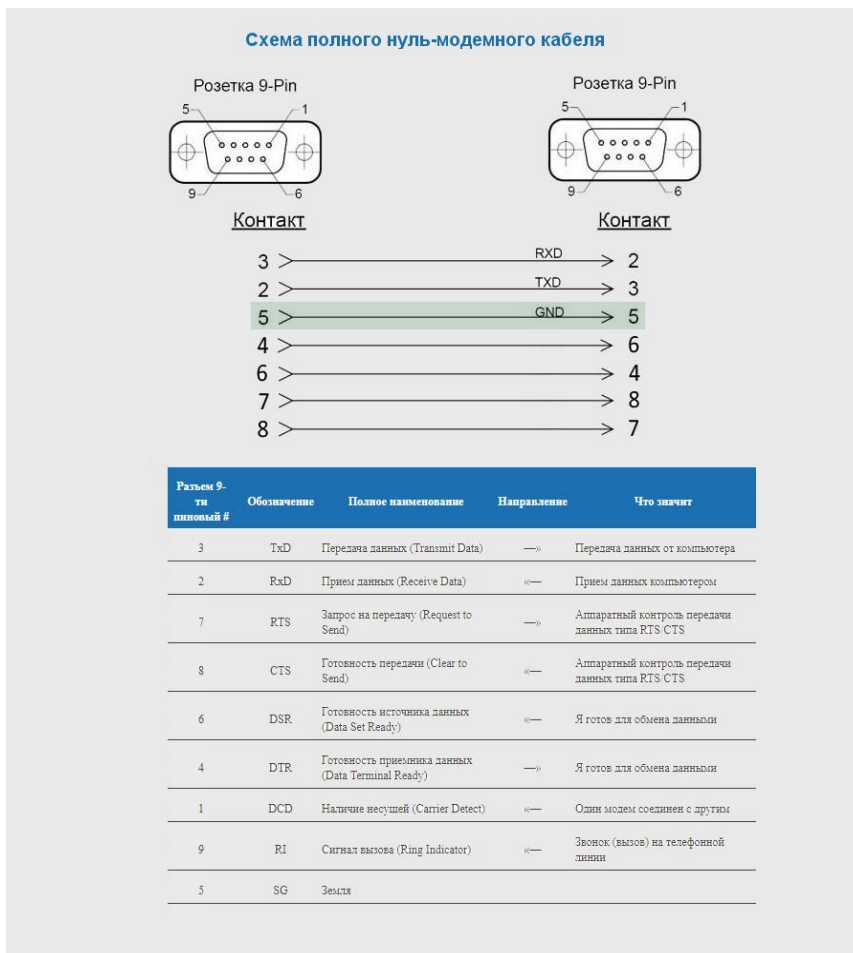 Схема полного нуль-модемного кабеля
Розетка 9-Pin Розетка 9-Pin
5 1 5 1
9 6 9 6
Контакт Контакт
3 RXD 2
2 TXD 3
5 GND 5
4 6
6 4
7 8
8 7
Разъем 9-
ти
пиновый # Обозначение Полное наименование Направление Что значит
3 TxD Передача данных (Transmit Data) —» Передача данных от компьютера
2 RxD Прием данных (Receive Data) «— Прием данных компьютером
7 RTS Запрос на передачу (Request to
Send) —» Аппаратный контроль передачи
данных типа RTS/CTS
8 CTS Готовность передачи (Clear to
Send) «— Аппаратный контроль передачи
данных типа RTS/CTS
6 DSR Готовность источника данных
(Data Set Ready) «— Я готов для обмена данными
4 DTR Готовность приемника данных
(Data Terminal Ready) —» Я готов для обмена данными
1 DCD Наличие несущей (Carrier Detect) «— Один модем соединен с другим
9 RI Сигнал вызова (Ring Indicator) «— Звонок (вызов) на телефонной
линии
5 SG Земля